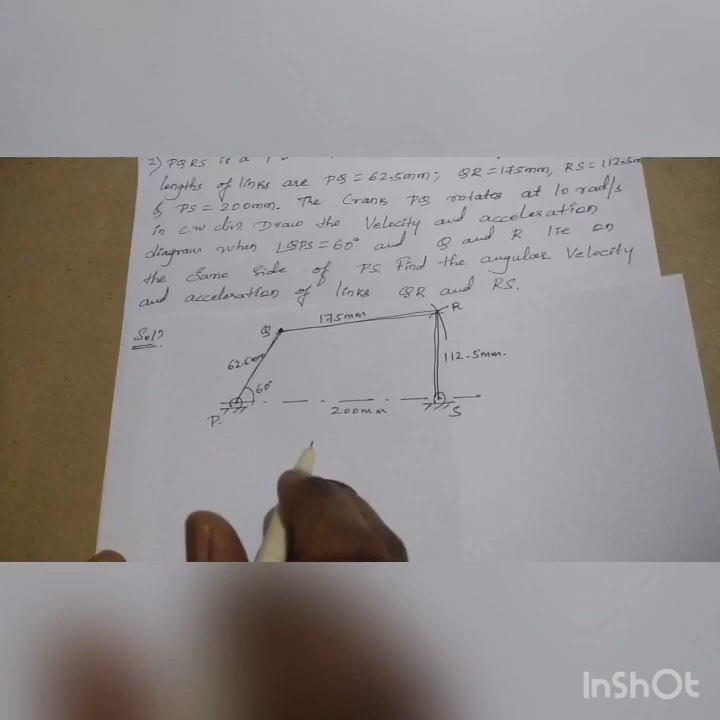 2) PQRS is a
lengths of links are PQ = 62.5mm; QR = 175mm, RS = 112.5m
& PS = 200mm. The Crank PQ rotates at 10 rad/s
in c.w dirⁿ. Draw the Velocity and acceleration
diagram when ∠QPS = 60° and Q and R lie on
the Same Side of PS. Find the angular Velocity
and acceleration of links QR and RS.
Solⁿ
175mm
R
Q
62.5mm
112.5mm.
60°
P.
200mm
S
InShOt